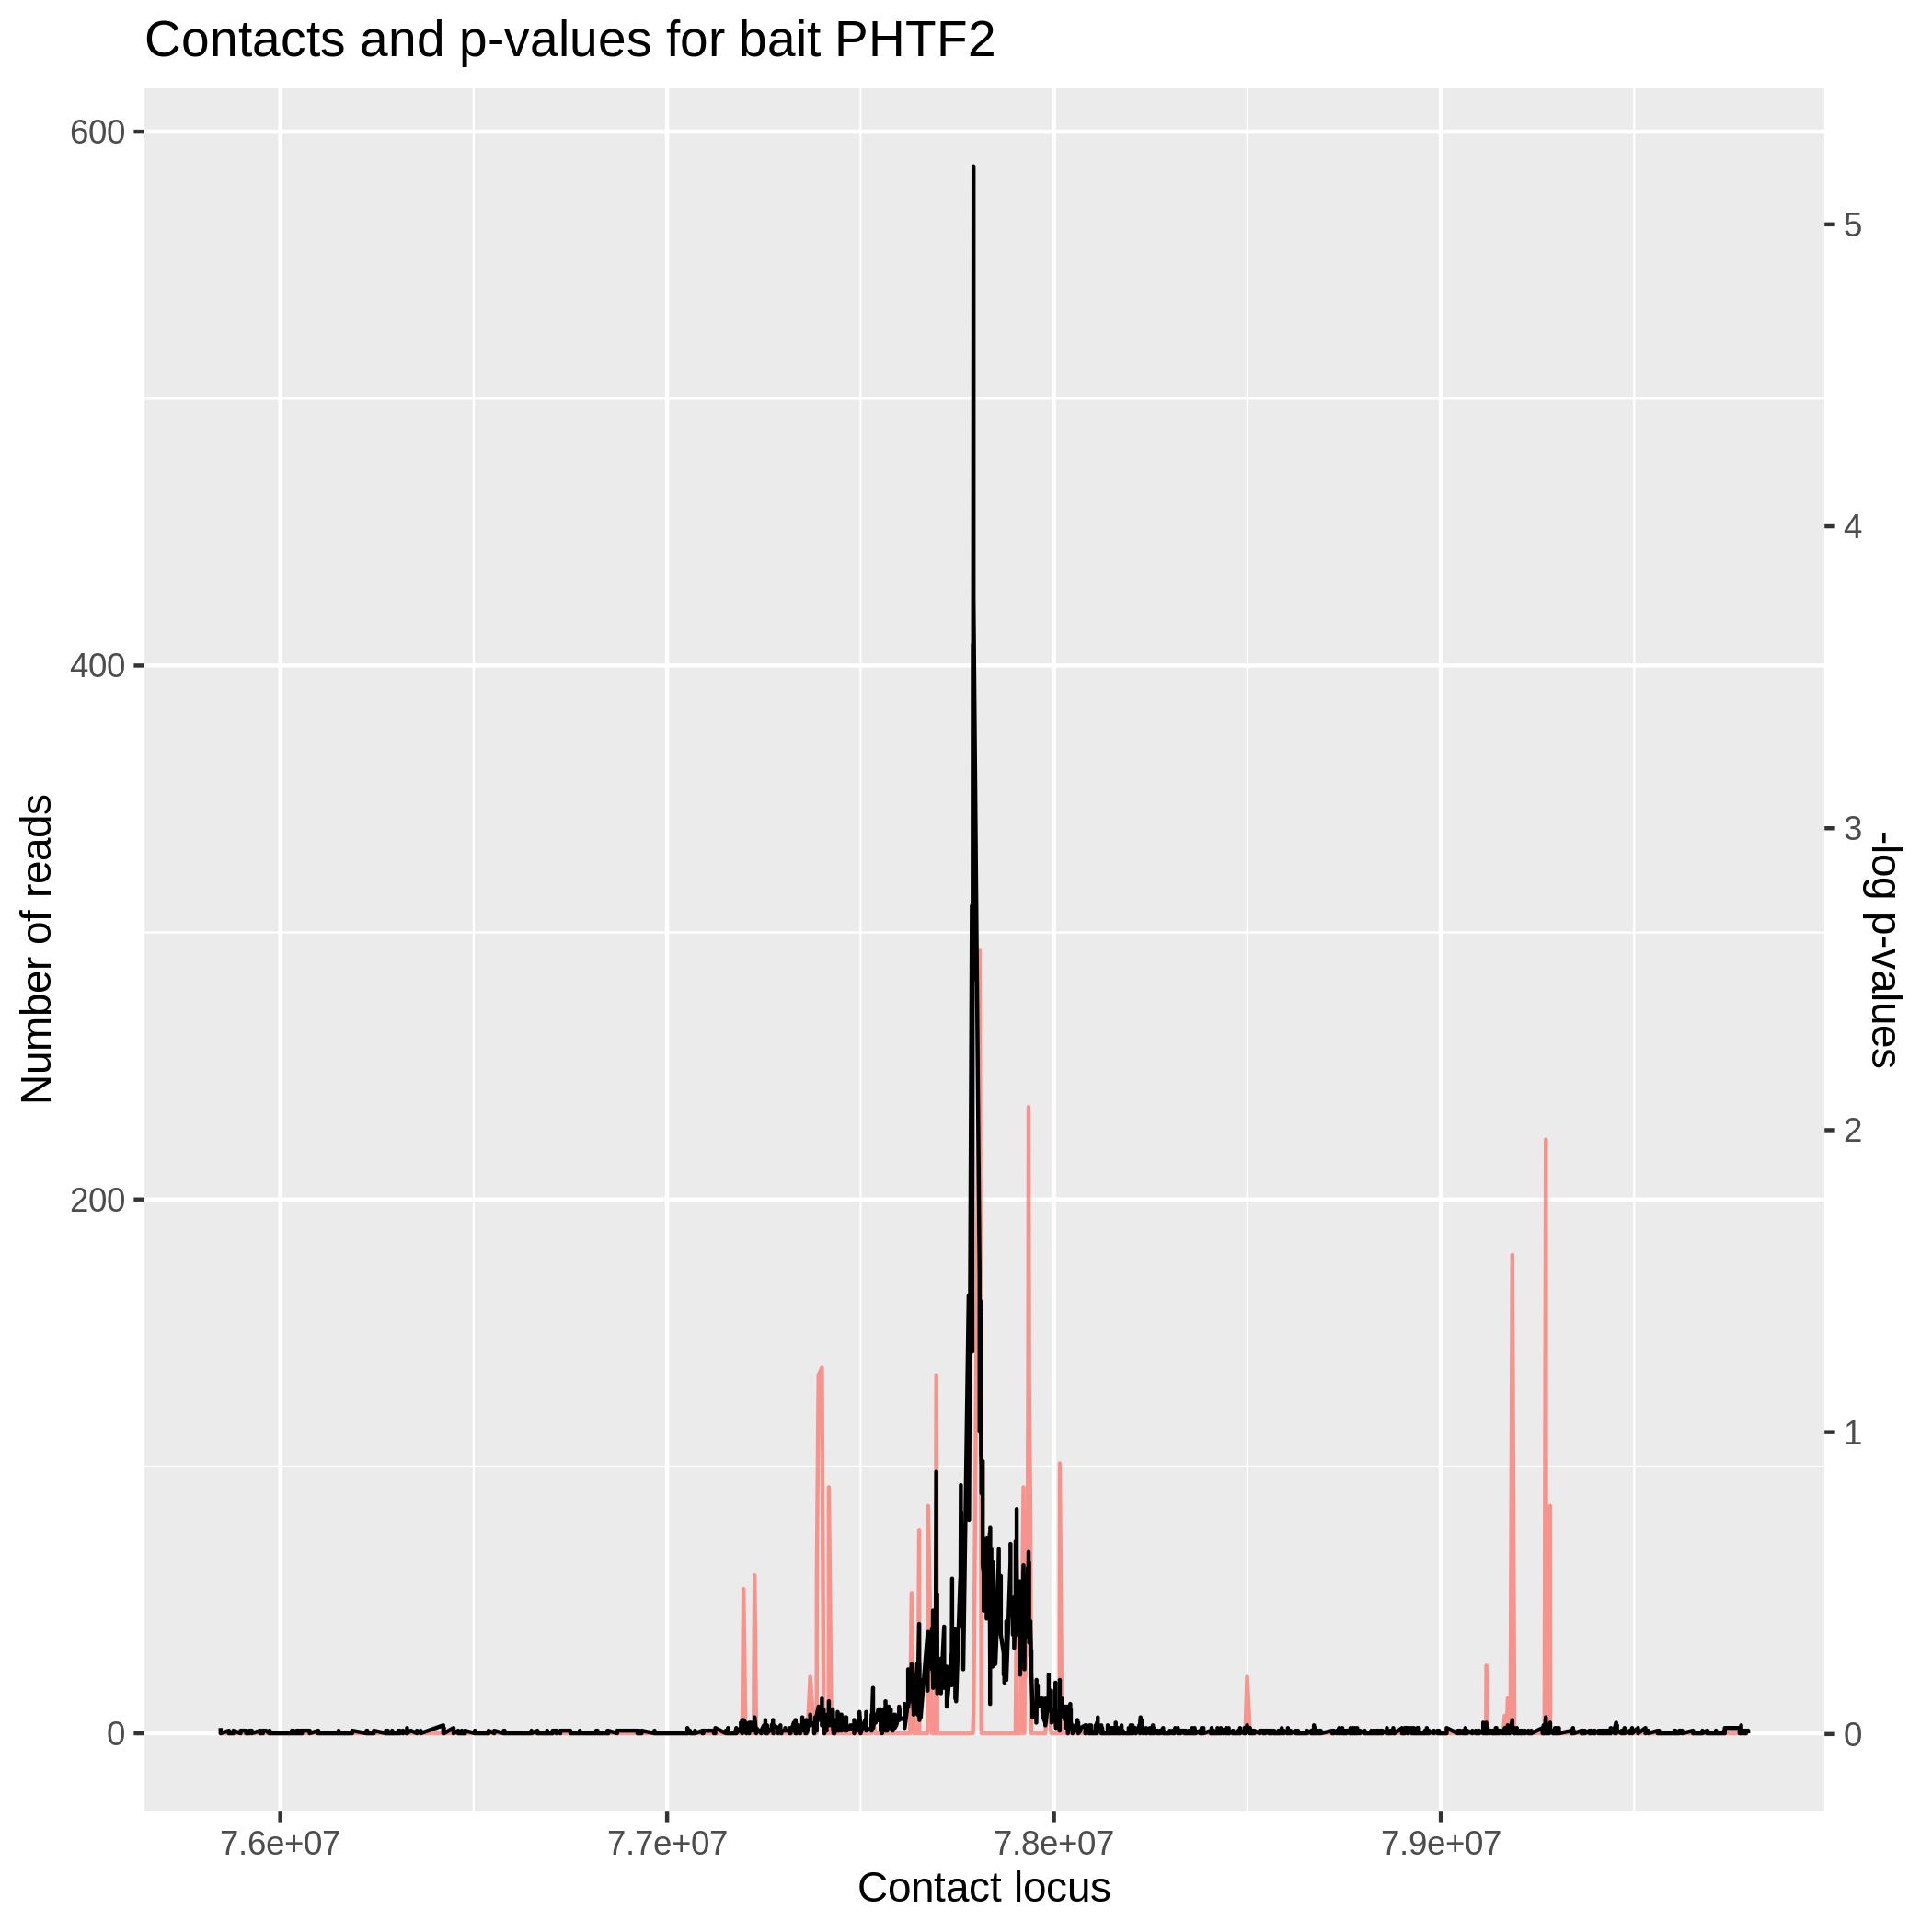 Contacts and p-values for bait PHTF2
600
400
200
0
Number of reads
5
4
3
2
1
0
-log p-values
7.6e+07 7.7e+07 7.8e+07 7.9e+07
Contact locus